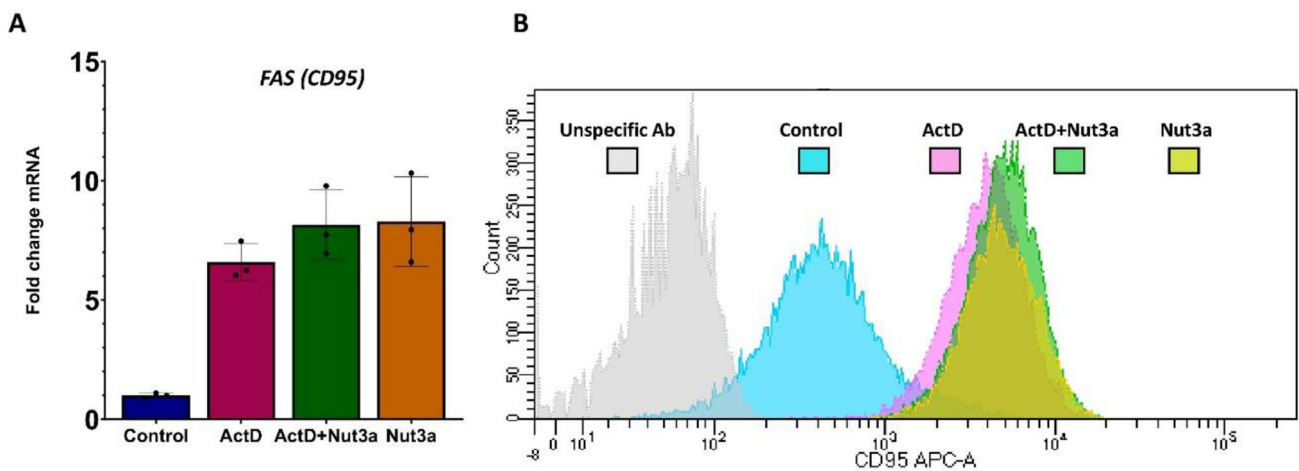 A
B
FAS (CD95)
Fold change mRNA
15
10
5
0
Control
ActD
ActD+Nut3a
Nut3a
Unspecific Ab
Control
ActD
ActD+Nut3a
Nut3a
Count
350
300
250
200
150
100
50
0
-8 0 10¹ 10² 10³ 10⁴ 10⁵
CD95 APC-A